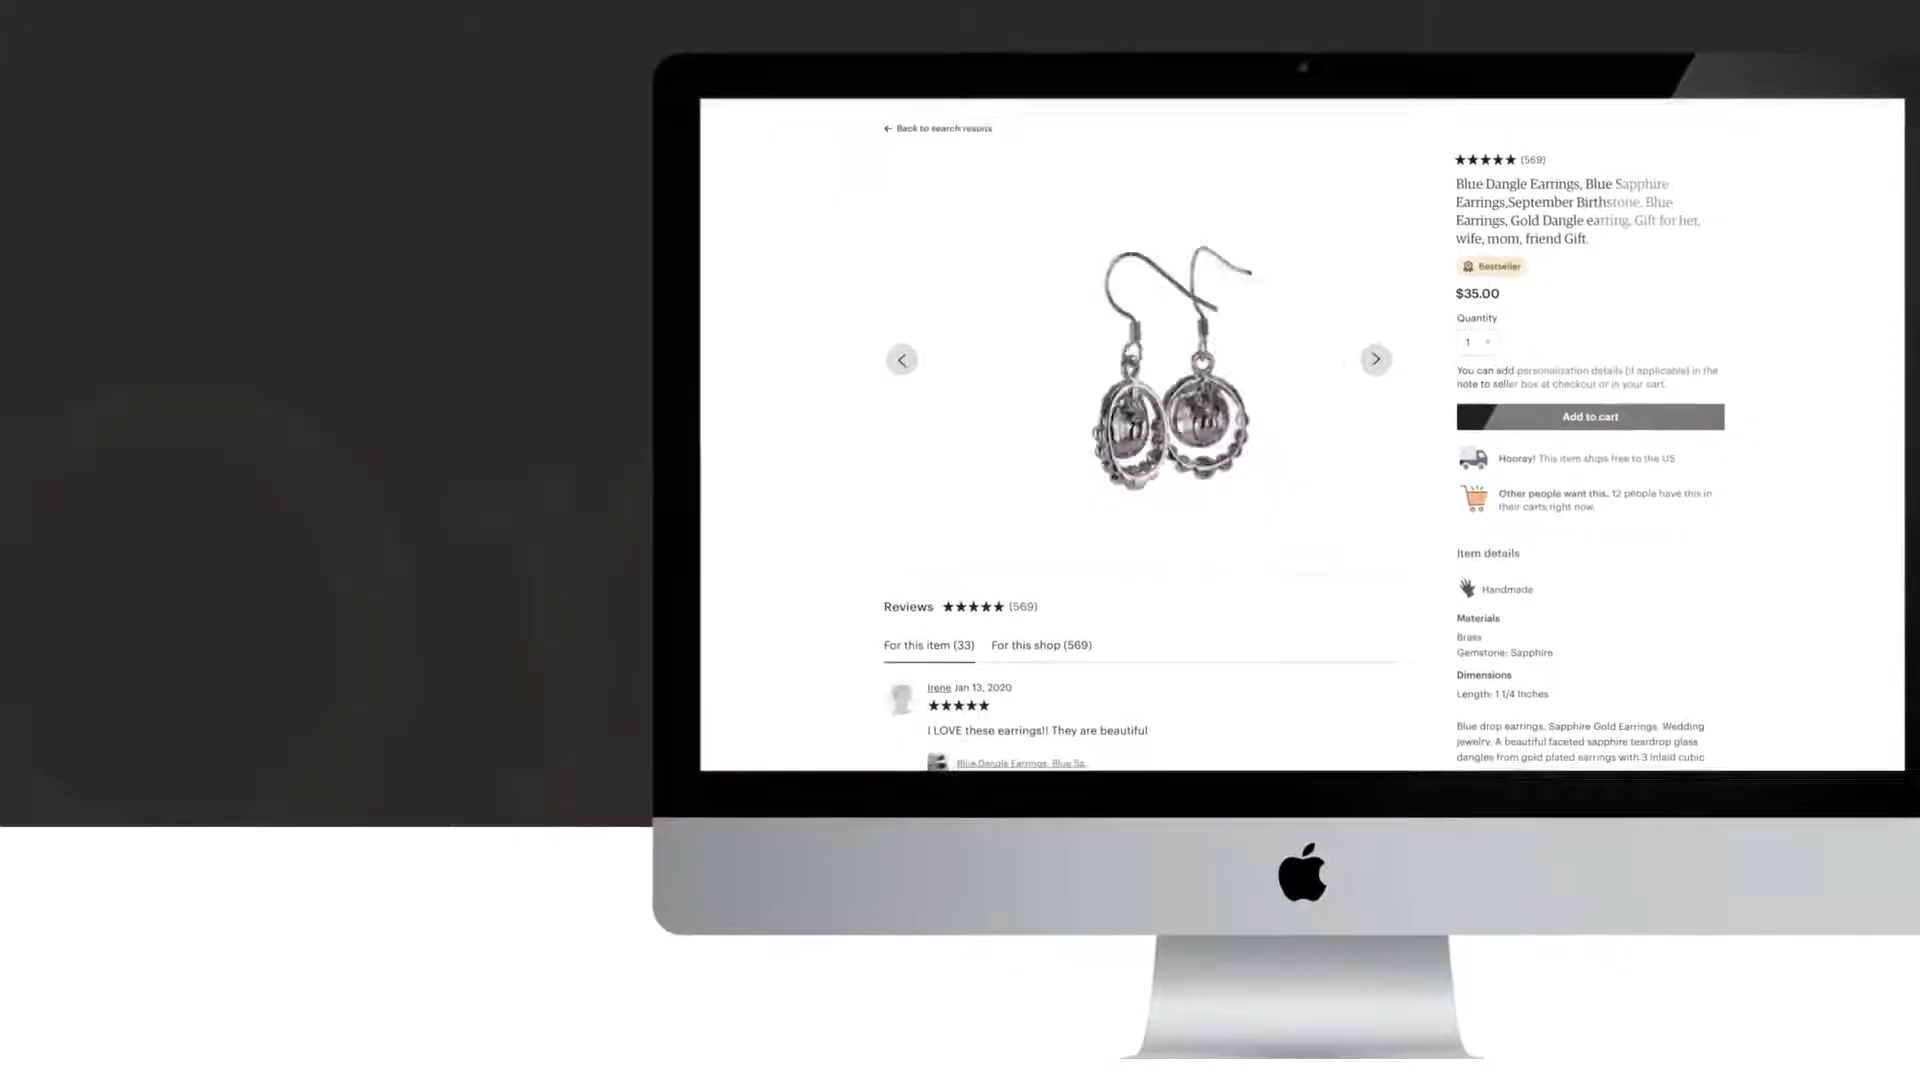 ← Back to search results
★★★★★ (569)
Blue Dangle Earrings, Blue Sapphire
Earrings,September Birthstone, Blue
Earrings, Gold Dangle earring, Gift for her,
wife, mom, friend Gift.
Bestseller
$35.00
Quantity
1
You can add personalization details (if applicable) in the
note to seller box at checkout or in your cart.
Add to cart
Hooray! This item ships free to the US
Other people want this. 12 people have this in
their carts right now.
Item details
Handmade
Materials
Brass
Gemstone: Sapphire
Dimensions
Length: 1 1/4 Inches
Blue drop earrings, Sapphire Gold Earrings, Wedding
jewelry. A beautiful faceted sapphire teardrop glass
dangles from gold plated earrings with 3 inlaid cubic
Reviews ★★★★★ (569)
For this item (33) For this shop (569)
Irene Jan 13, 2020
★★★★★
I LOVE these earrings!! They are beautiful
Blue Dangle Earrings, Blue Sa...